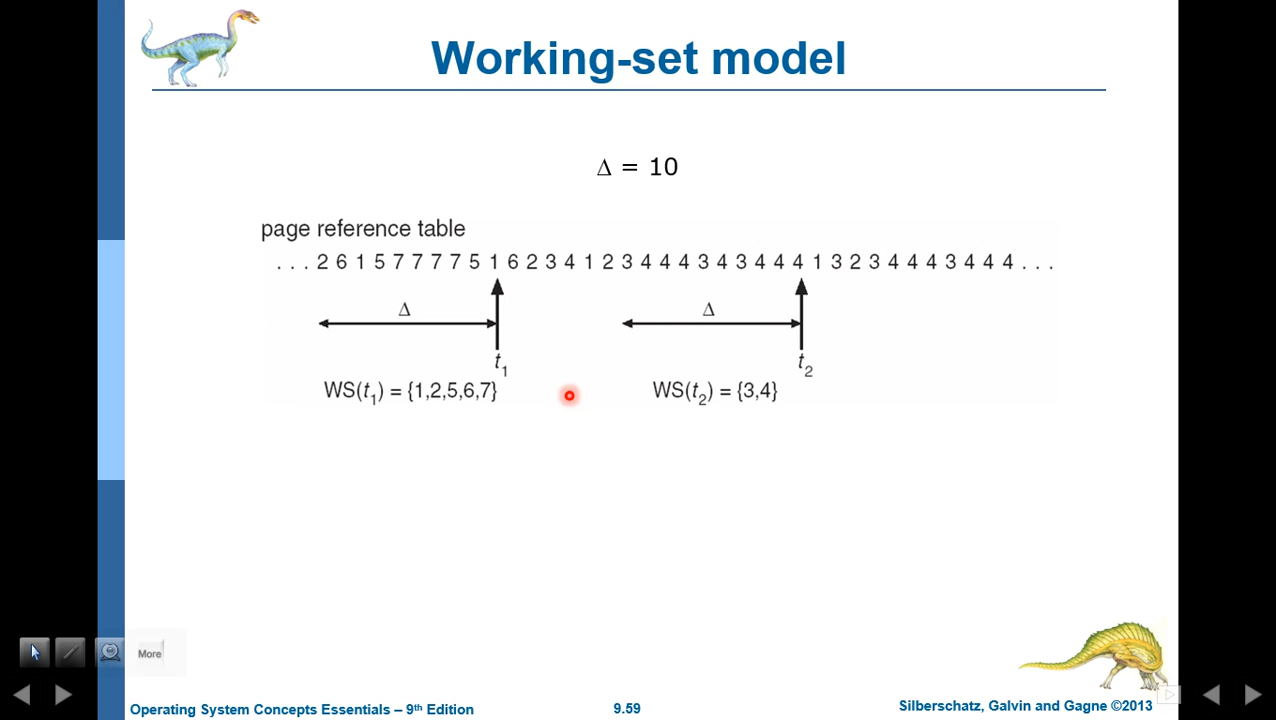 Working-set model
Δ = 10
page reference table
. . . 2 6 1 5 7 7 7 7 5 1 6 2 3 4 1 2 3 4 4 4 3 4 3 4 4 4 1 3 2 3 4 4 4 3 4 4 4 . . .
Δ Δ
t1 t2
WS(t1) = {1,2,5,6,7} WS(t2) = {3,4}
More
Operating System Concepts Essentials – 9th Edition 9.59 Silberschatz, Galvin and Gagne ©2013